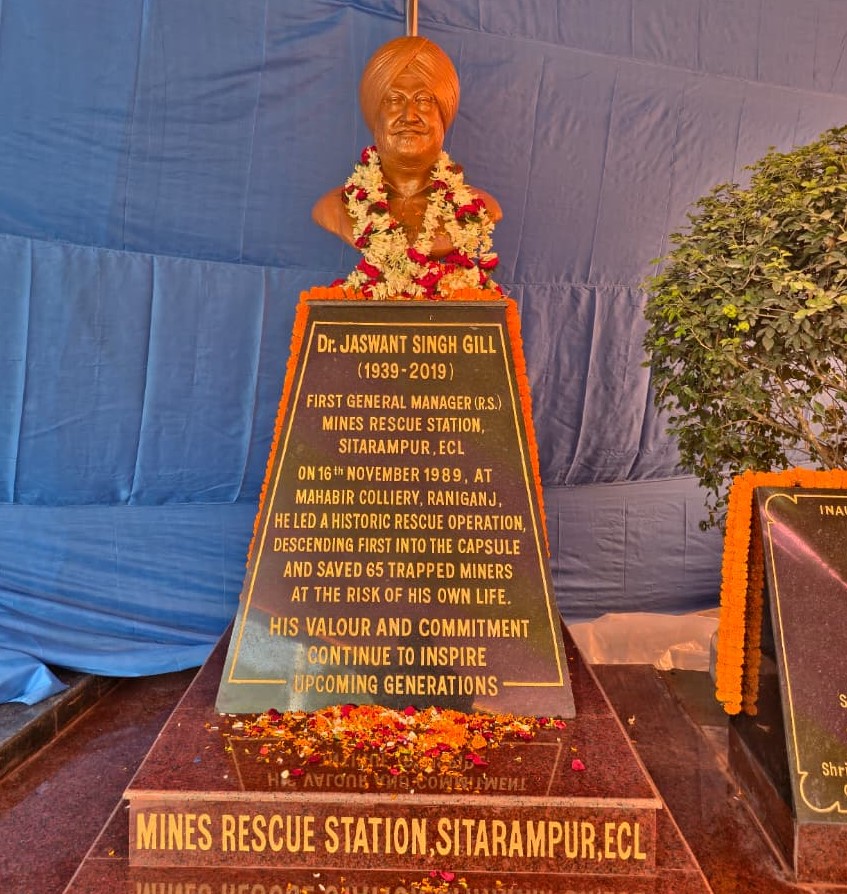 Dr. JASWANT SINGH GILL
(1939-2019)
FIRST GENERAL MANAGER (R.S.)
MINES RESCUE STATION,
SITARAMPUR, ECL
ON 16th NOVEMBER 1989, AT
MAHABIR COLLIERY, RANIGANJ,
HE LED A HISTORIC RESCUE OPERATION,
DESCENDING FIRST INTO THE CAPSULE
AND SAVED 65 TRAPPED MINERS
AT THE RISK OF HIS OWN LIFE.
HIS VALOUR AND COMMITMENT
CONTINUE TO INSPIRE
UPCOMING GENERATIONS
MINES RESCUE STATION, SITARAMPUR, ECL
Shri